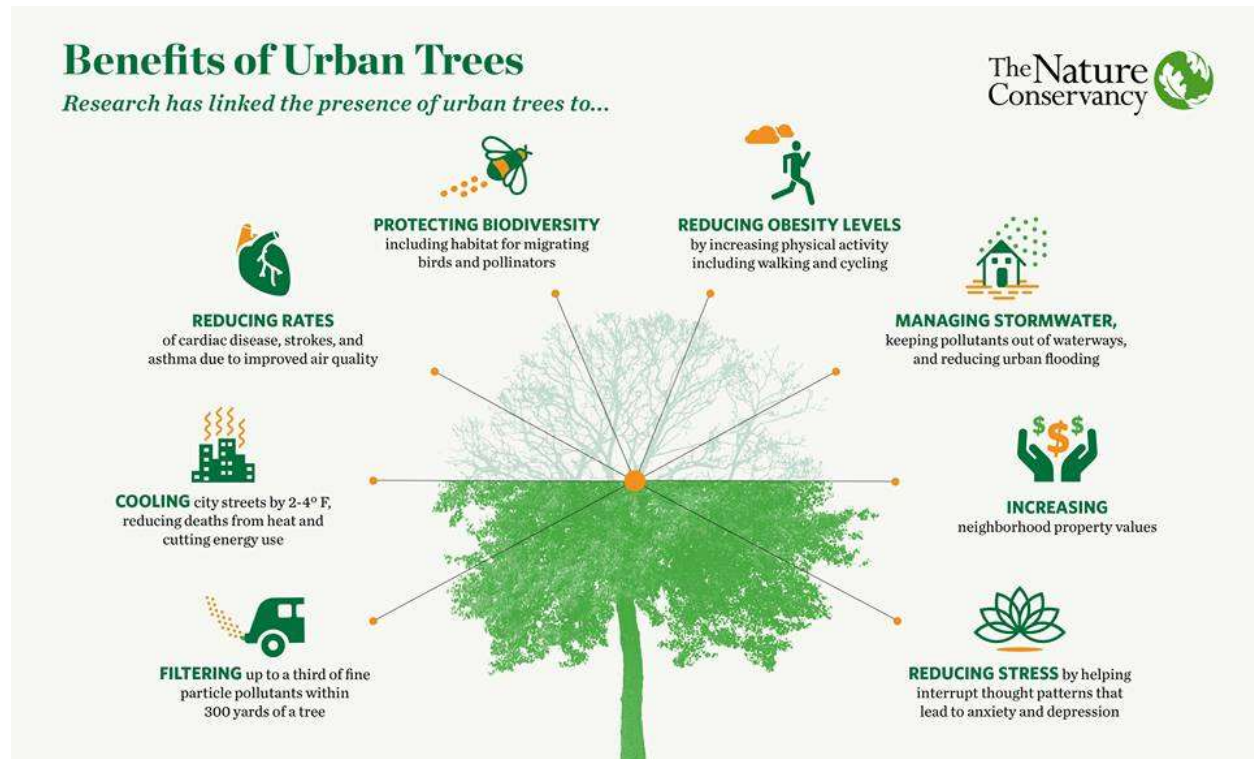 Benefits of Urban Trees
Research has linked the presence of urban trees to...
The Nature
Conservancy
PROTECTING BIODIVERSITY
including habitat for migrating
birds and pollinators
REDUCING OBESITY LEVELS
by increasing physical activity
including walking and cycling
REDUCING RATES
of cardiac disease, strokes, and
asthma due to improved air quality
MANAGING STORMWATER,
keeping pollutants out of waterways,
and reducing urban flooding
COOLING city streets by 2-4º F,
reducing deaths from heat and
cutting energy use
$ $ $
INCREASING
neighborhood property values
FILTERING up to a third of fine
particle pollutants within
300 yards of a tree
REDUCING STRESS by helping
interrupt thought patterns that
lead to anxiety and depression